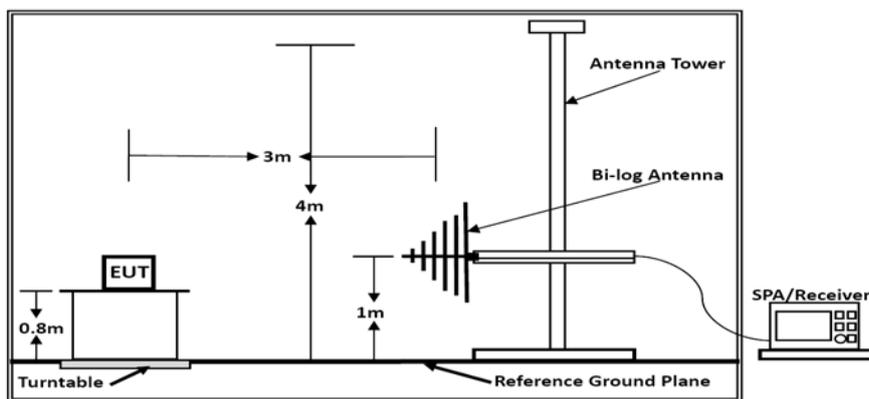 Antenna Tower
3m
Bi-log Antenna
4m
EUT
SPA/Receiver
0.8m
1m
Turntable
Reference Ground Plane